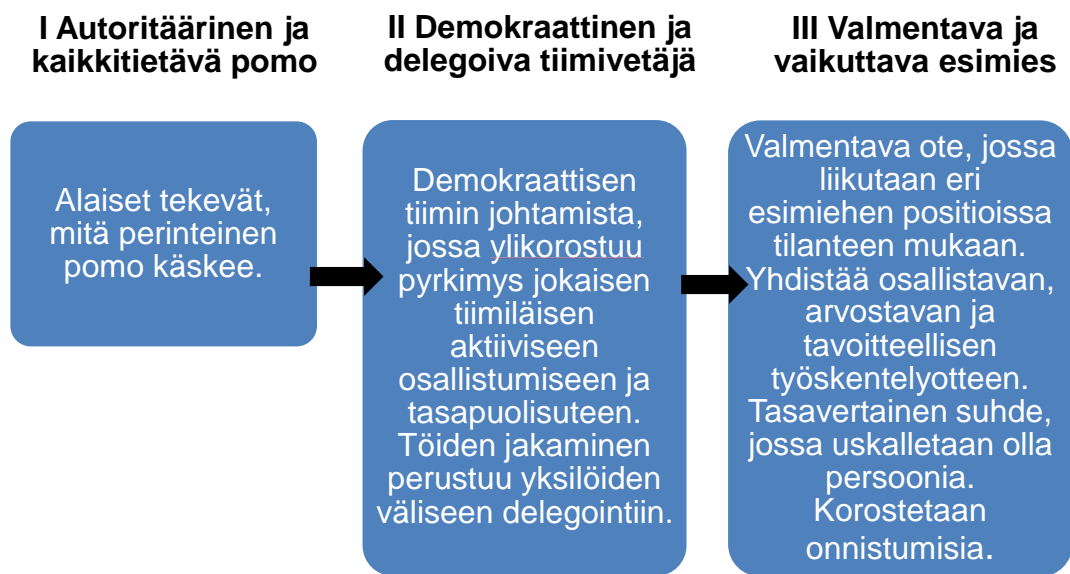 I Autoritäärinen ja
kaikkitietävä pomo
II Demokraattinen ja
delegoiva tiimivetäjä
III Valmentava ja
vaikuttava esimies
Alaiset tekevät,
mitä perinteinen
pomo käskee.
Demokraattisen
tiimin johtamista,
jossa ylikorostuu
pyrkimys jokaisen
tiimiläisen
aktiiviseen
osallistumiseen ja
tasapuolisuteen.
Töiden jakaminen
perustuu yksilöiden
väliseen delegointiin.
Valmentava ote, jossa
liikutaan eri
esimiehen positioissa
tilanteen mukaan.
Yhdistää osallistavan,
arvostavan ja
tavoitteellisen
työskentelyotteen.
Tasavertainen suhde,
jossa uskalletaan olla
persoonia.
Korostetaan
onnistumisia.